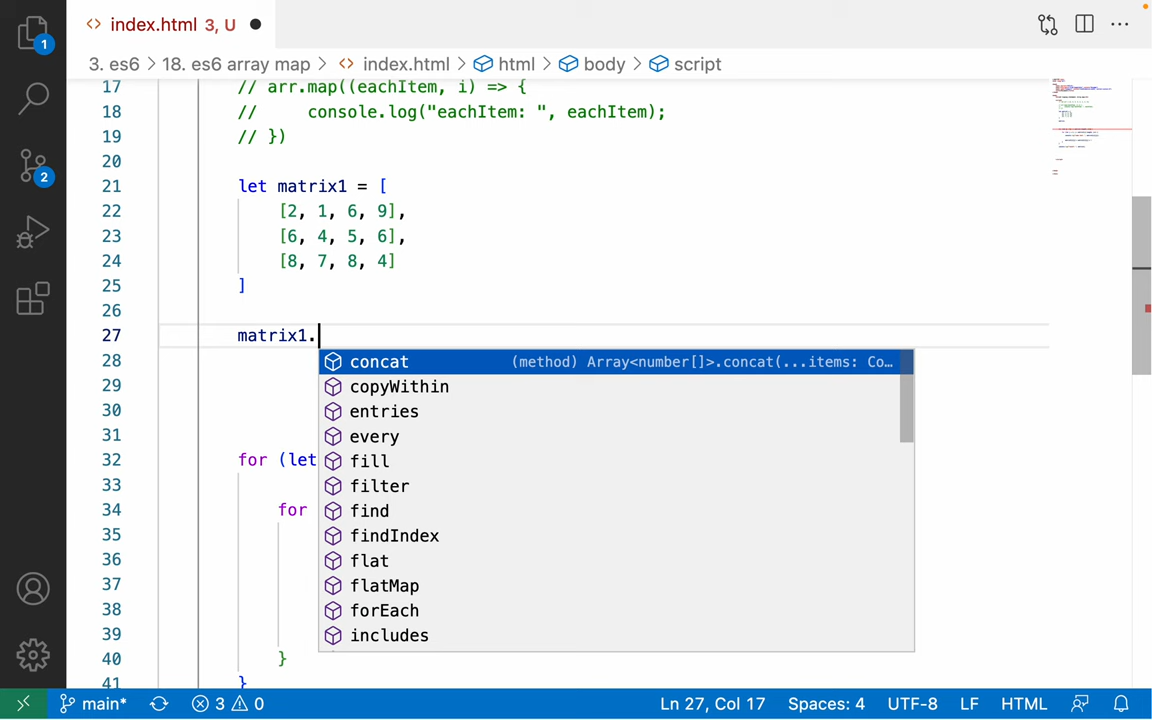 index.html 3, U
1
3. es6 > 18. es6 array map > index.html > html > body > script
17 // arr.map((eachItem, i) => {
18 //     console.log("eachItem: ", eachItem);
19 // })
20
21 let matrix1 = [
22 [2, 1, 6, 9],
23 [6, 4, 5, 6],
24 [8, 7, 8, 4]
25 ]
26
27 matrix1.
28 concat (method) Array<number[]>.concat(...items: Co…
29 copyWithin
30 entries
31 every
32 for (let fill
33 filter
34 for find
35 findIndex
36 flat
37 flatMap
38 forEach
39 includes
40 }
41 }
2
main* 3 0 Ln 27, Col 17 Spaces: 4 UTF-8 LF HTML